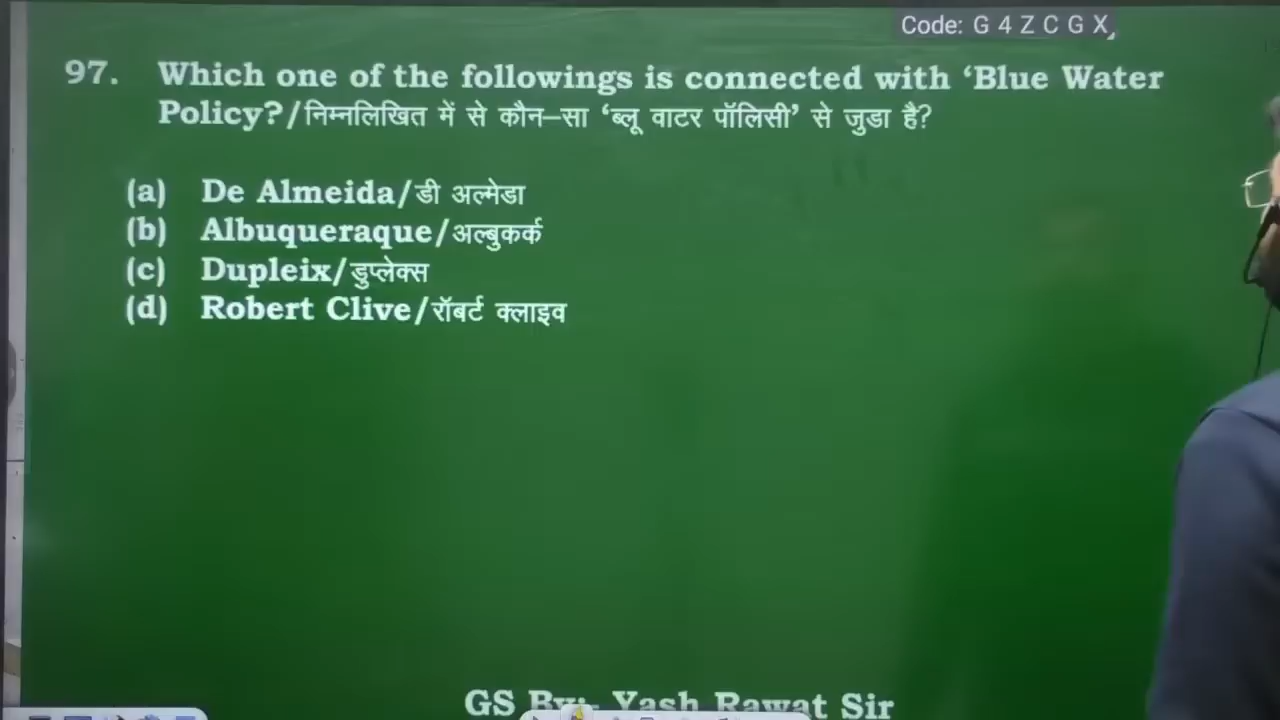 Code: G 4 Z C G X
97. Which one of the followings is connected with ‘Blue Water
Policy?/निम्नलिखित में से कौन–सा ‘ब्लू वाटर पॉलिसी’ से जुडा है?
(a) De Almeida/डी अल्मेडा
(b) Albuqueraque/अल्बुकर्क
(c) Dupleix/डुप्लेक्स
(d) Robert Clive/रॉबर्ट क्लाइव
GS By:- Yash Rawat Sir